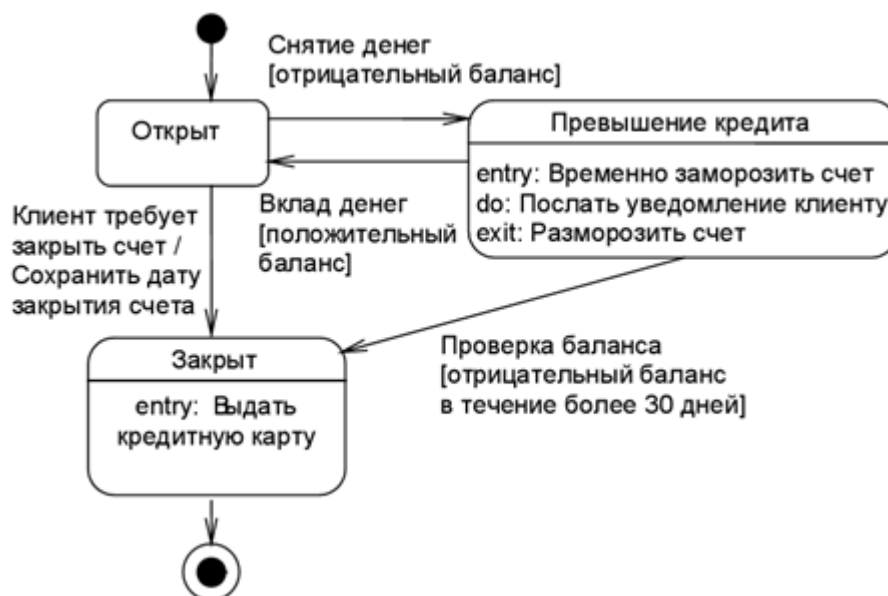 Снятие денег
[отрицательный баланс]
Открыт
Превышение кредита
entry: Временно заморозить счет
do: Послать уведомление клиенту
exit: Разморозить счет
Клиент требует
закрыть счет /
Сохранить дату
закрытия счета
Вклад денег
[положительный
баланс]
Закрыт
entry: Выдать
кредитную карту
Проверка баланса
[отрицательный баланс
в течение более 30 дней]